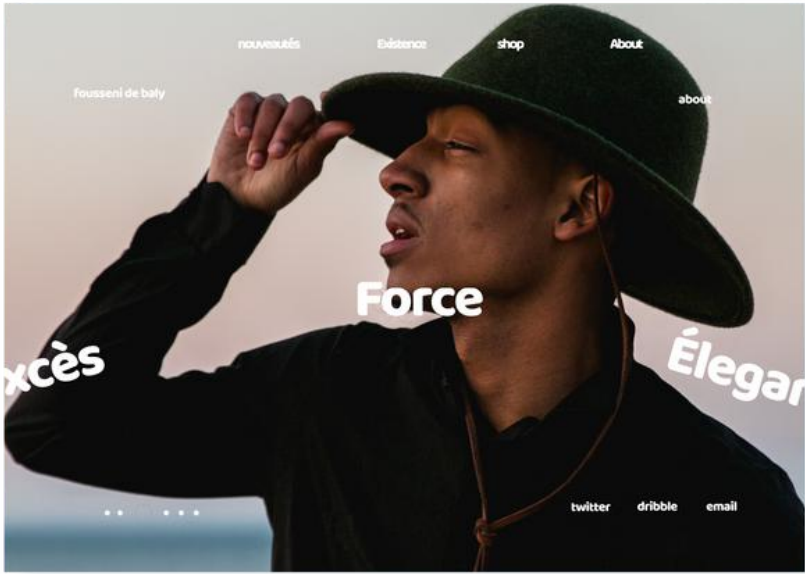 nouveautés Existence shop About
fousseni de baly
about
Force
xcès
Élegan
twitter dribble email